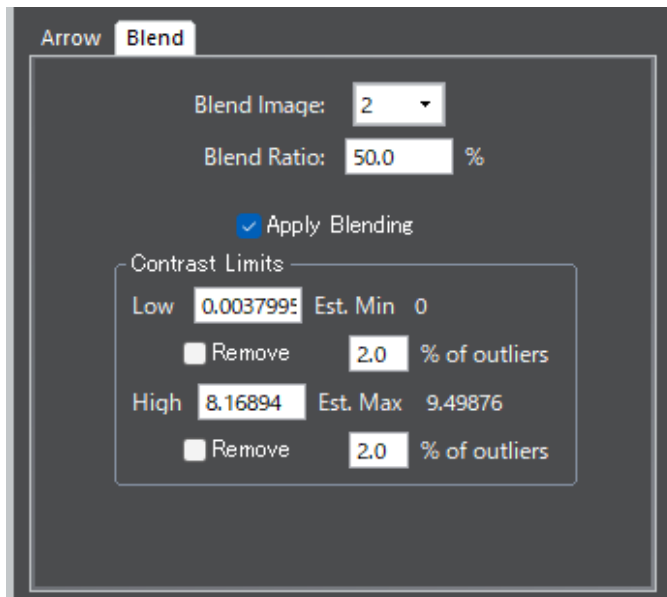 Arrow Blend
Blend Image: 2
Blend Ratio: 50.0 %
Apply Blending
Contrast Limits
Low 0.0037995 Est. Min 0
Remove 2.0 % of outliers
High 8.16894 Est. Max 9.49876
Remove 2.0 % of outliers